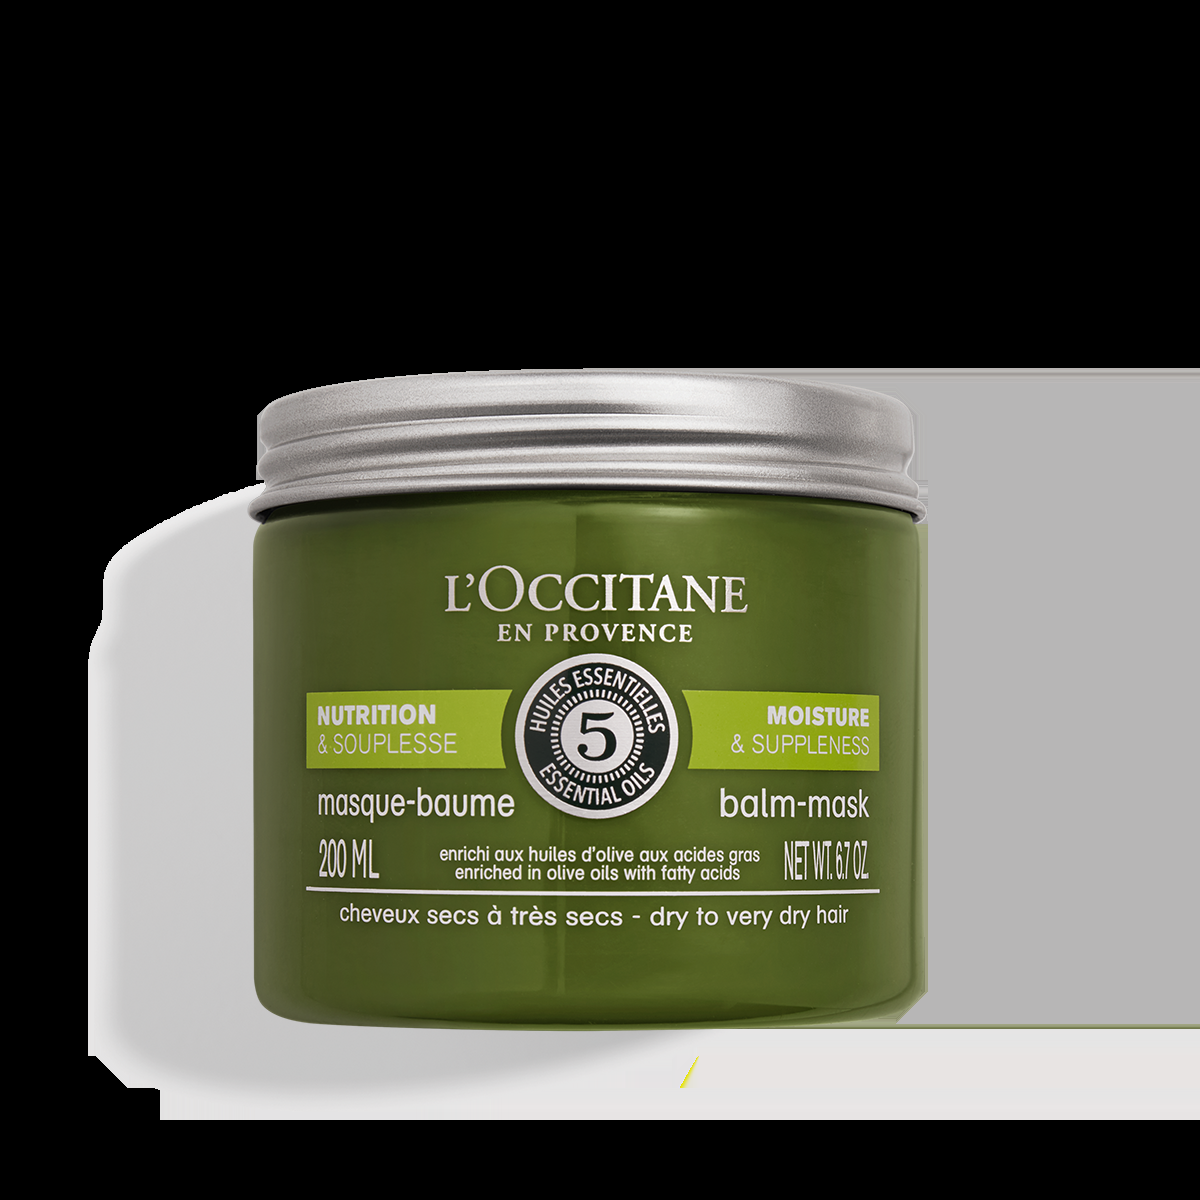 L'OCCITANE
EN PROVENCE
HUILES ESSENTIELLES
5
ESSENTIAL OILS
NUTRITION
& SOUPLESSE
MOISTURE
& SUPPLENESS
masque-baume
balm-mask
200 ML
enrichi aux huiles d'olive aux acides gras
enriched in olive oils with fatty acids
NET WT. 6.7 OZ.
cheveux secs à très secs - dry to very dry hair